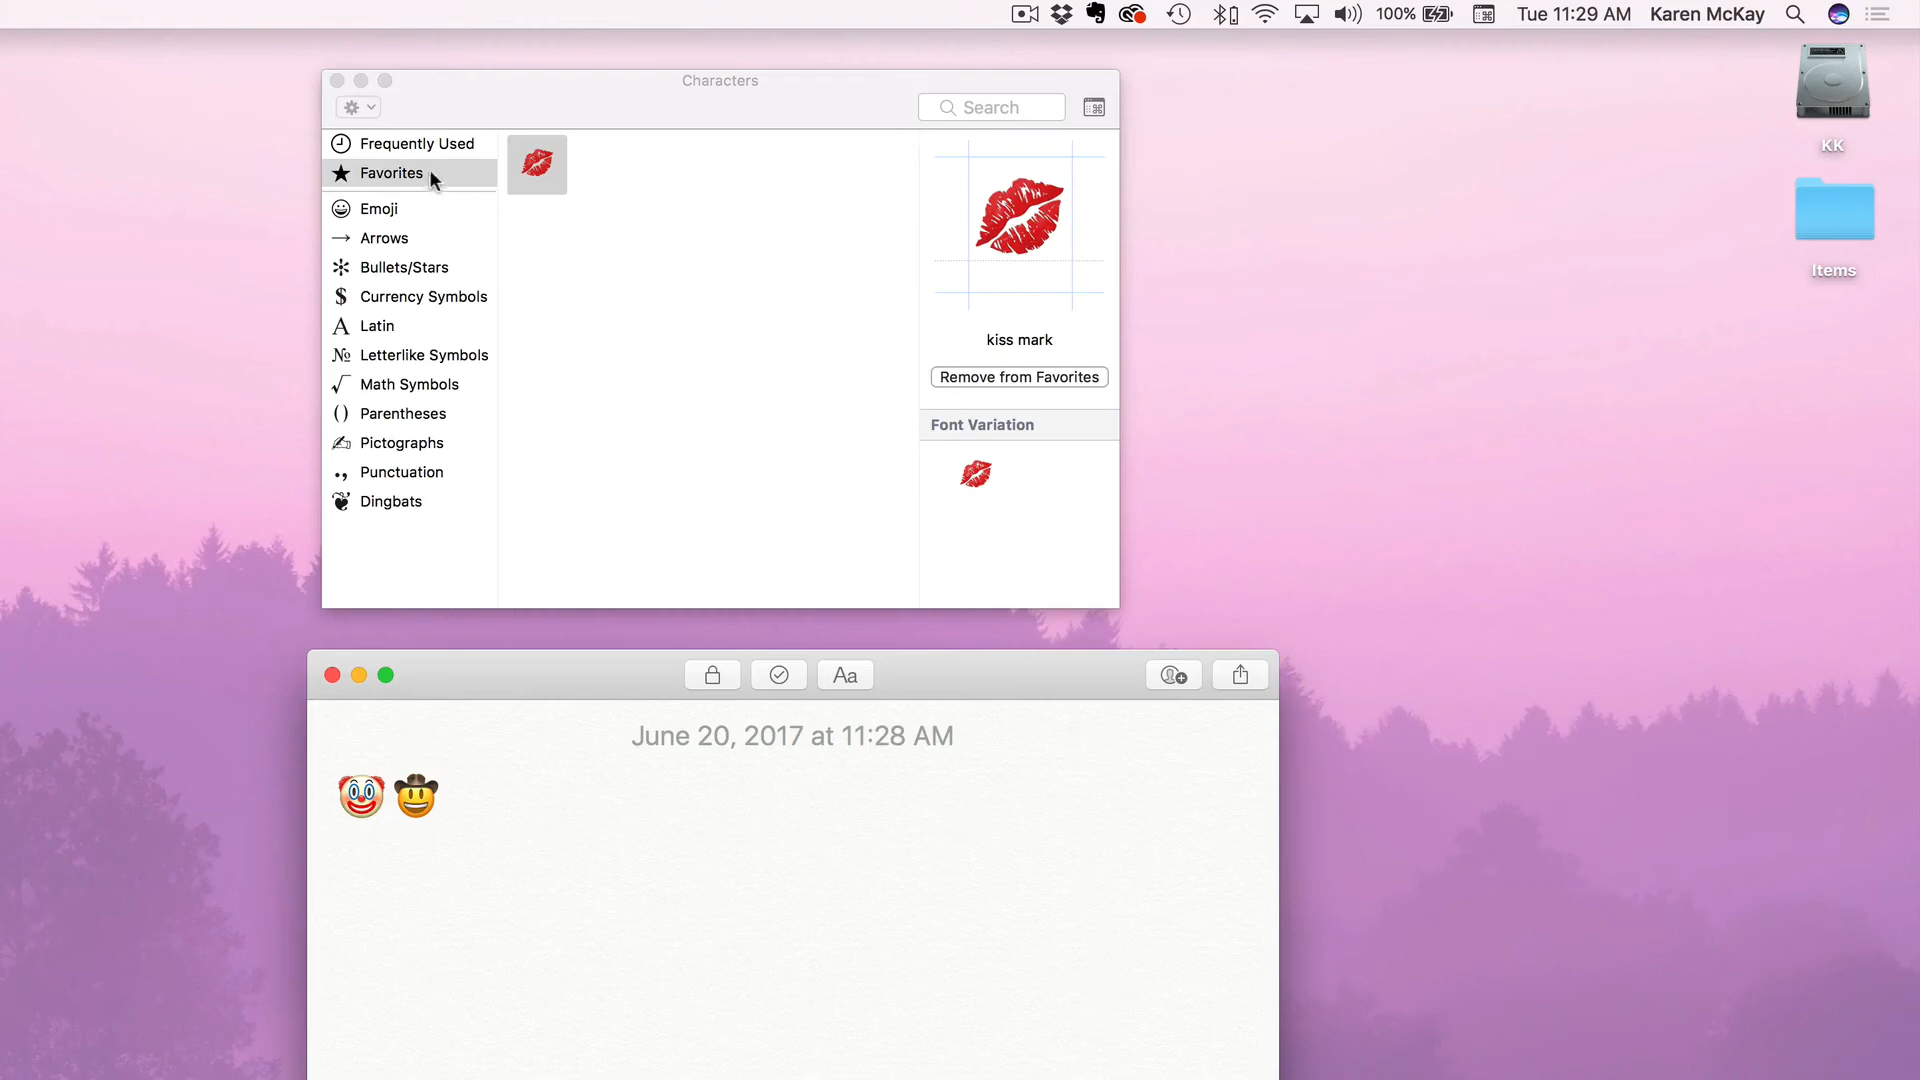 100% Tue 11:29 AM Karen McKay
Characters
Search
Frequently Used
Favorites
Emoji
Arrows
Bullets/Stars
$ Currency Symbols
A Latin
№ Letterlike Symbols
√ Math Symbols
() Parentheses
Pictographs
., Punctuation
Dingbats
kiss mark
Remove from Favorites
Font Variation
KK
Items
Aa
June 20, 2017 at 11:28 AM